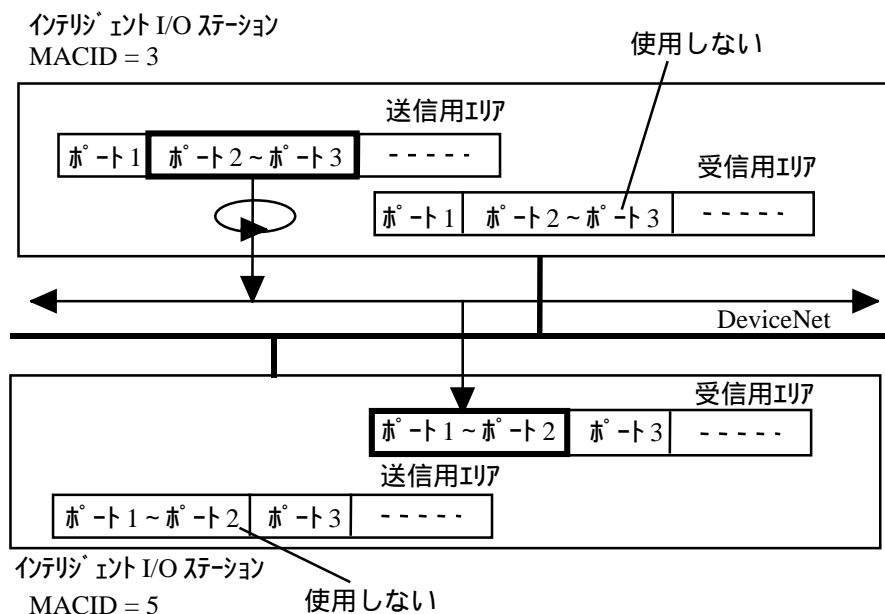 ｲﾝﾃﾘｼﾞｪﾝﾄ I/O ｽﾃｰｼｮﾝ
MACID = 3
使用しない
送信用ｴﾘｱ
ﾎﾟｰﾄ 1 ﾎﾟｰﾄ 2 ~ ﾎﾟｰﾄ 3 - - - - -
受信用ｴﾘｱ
ﾎﾟｰﾄ 1 ﾎﾟｰﾄ 2 ~ ﾎﾟｰﾄ 3 - - - - -
DeviceNet
受信用ｴﾘｱ
ﾎﾟｰﾄ 1 ~ ﾎﾟｰﾄ 2 ﾎﾟｰﾄ 3 - - - - -
送信用ｴﾘｱ
ﾎﾟｰﾄ 1 ~ ﾎﾟｰﾄ 2 ﾎﾟｰﾄ 3 - - - - -
ｲﾝﾃﾘｼﾞｪﾝﾄ I/O ｽﾃｰｼｮﾝ
MACID = 5
使用しない